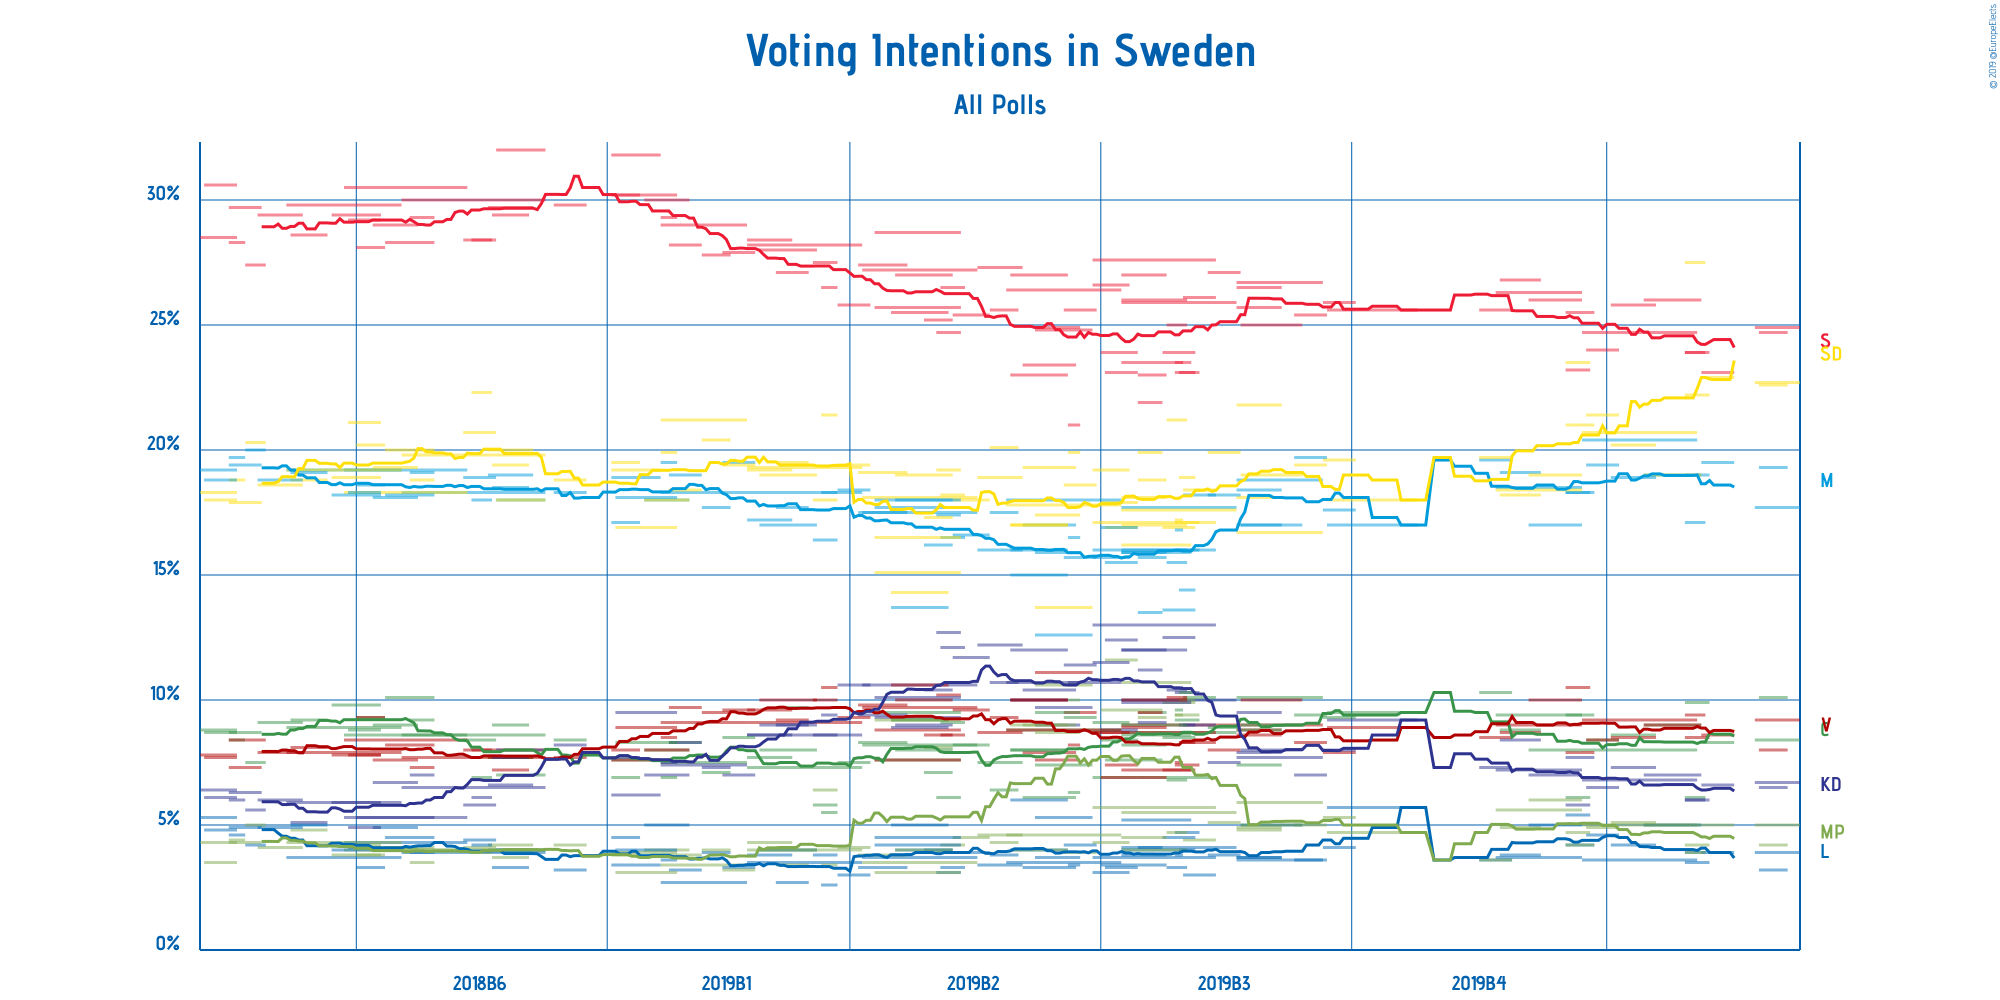 © 2019 @EuropeElects
Voting Intentions in Sweden
All Polls
30%
25%
20%
15%
10%
5%
0%
S
SD
M
V
KD
MP
L
2018B6 2019B1 2019B2 2019B3 2019B4